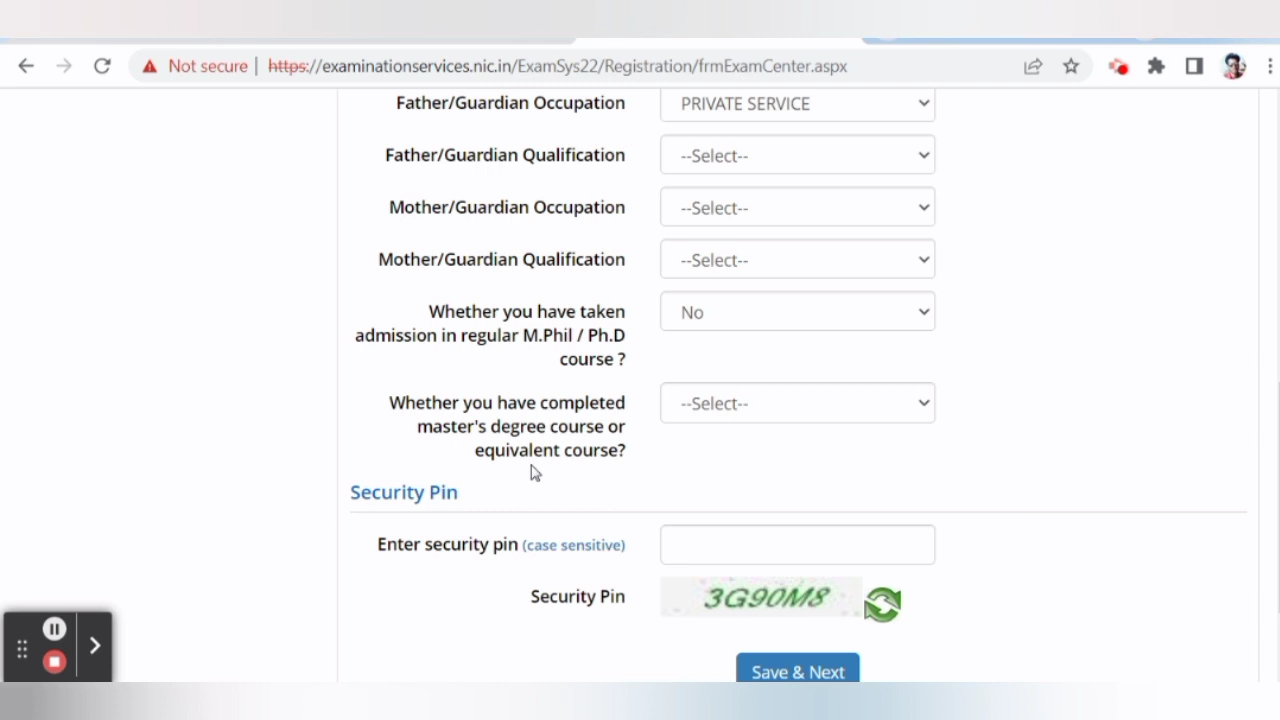 Not secure | https://examinationservices.nic.in/ExamSys22/Registration/frmExamCenter.aspx
Father/Guardian Occupation PRIVATE SERVICE
Father/Guardian Qualification --Select--
Mother/Guardian Occupation --Select--
Mother/Guardian Qualification --Select--
Whether you have taken No
admission in regular M.Phil / Ph.D
course ?
Whether you have completed --Select--
master's degree course or
equivalent course?
Security Pin
Enter security pin (case sensitive)
Security Pin 3G90M8
Save & Next